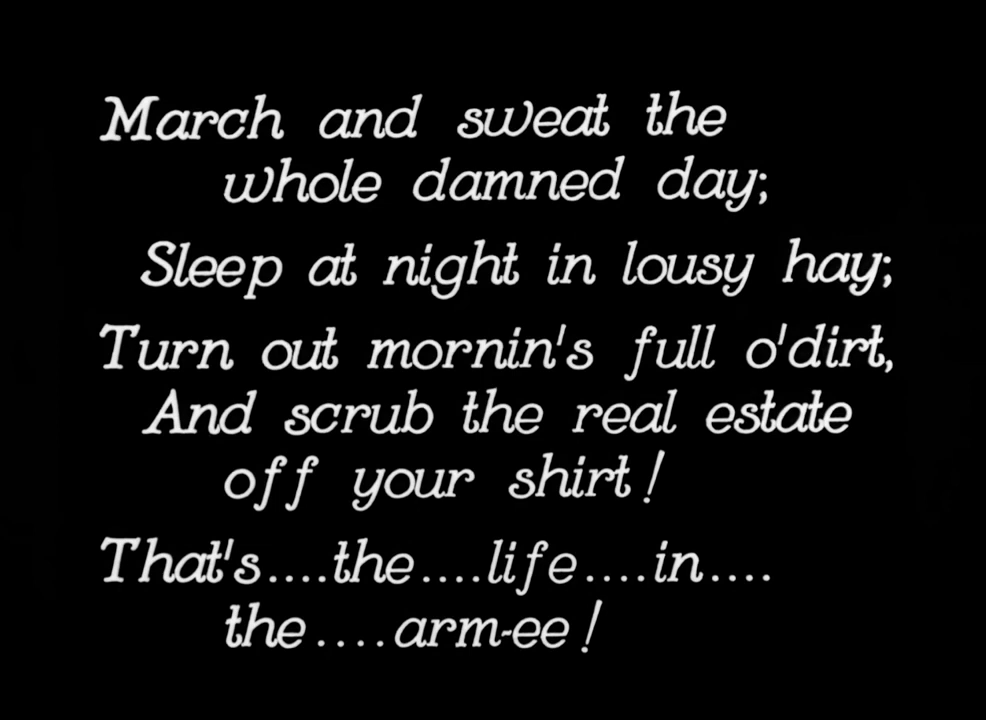 March and sweat the
whole damned day;
Sleep at night in lousy hay;
Turn out mornin's full o'dirt,
And scrub the real estate
off your shirt!
That's....the....life....in....
the....arm-ee!